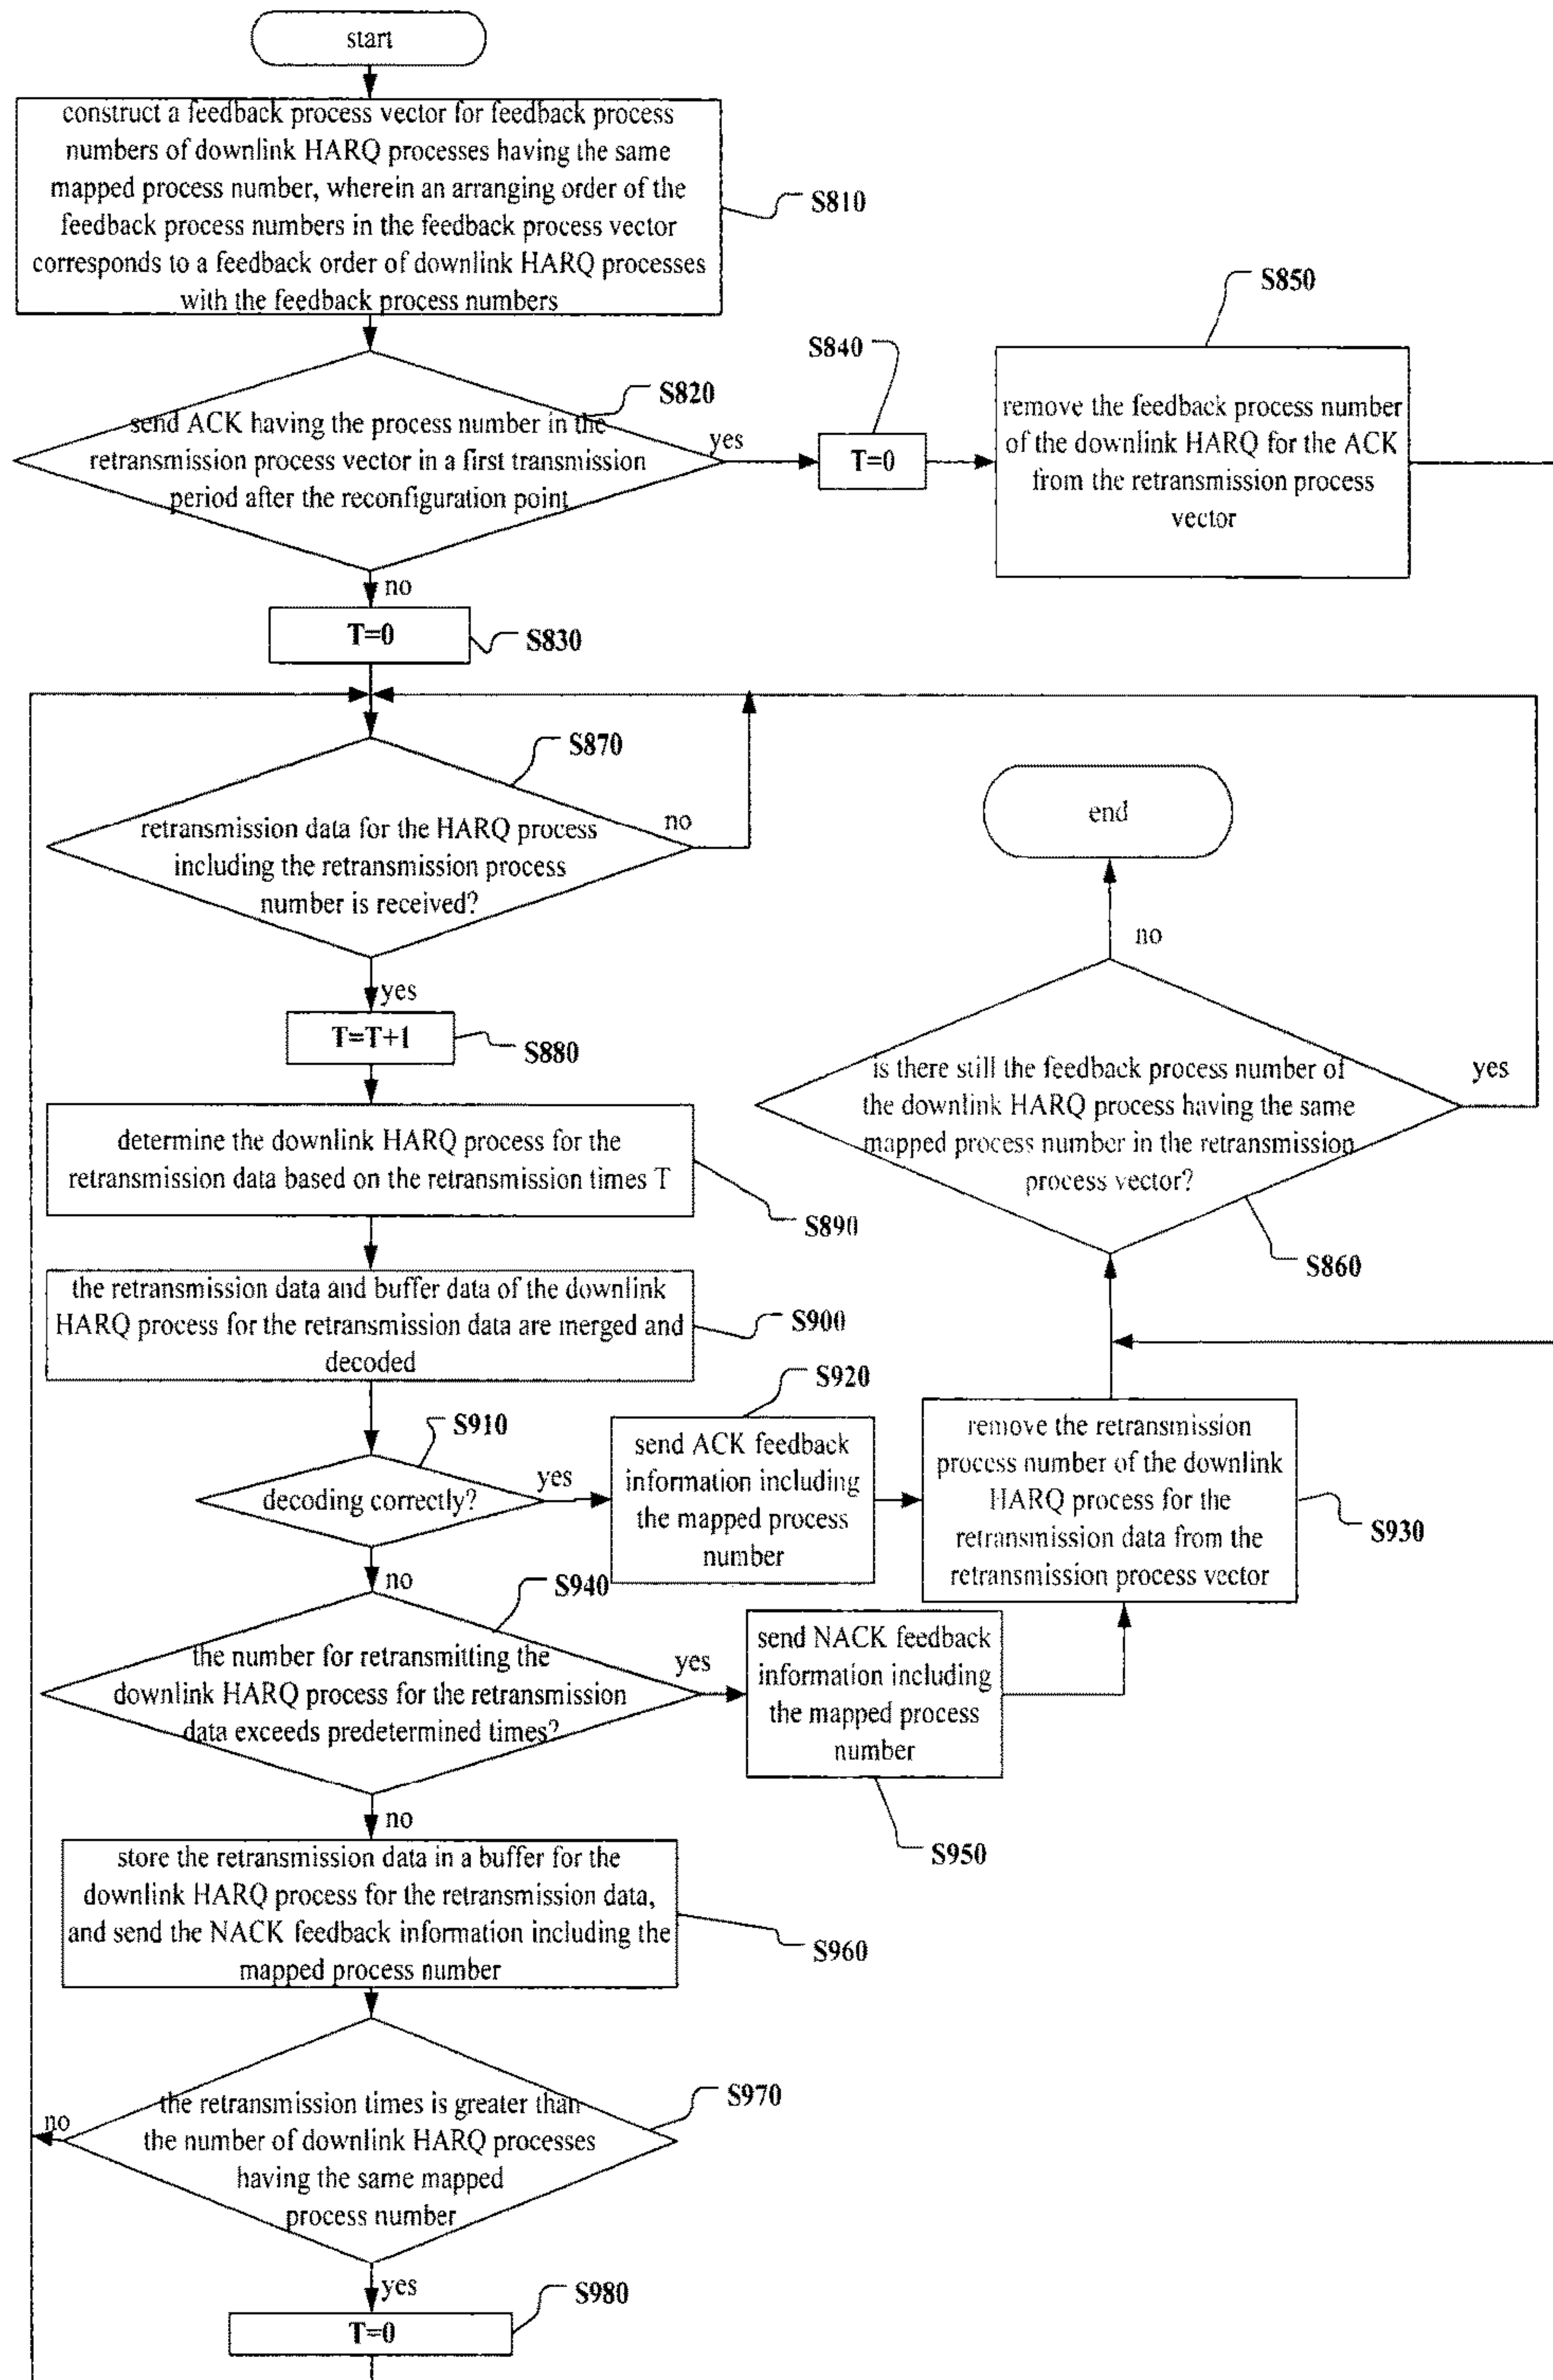 start
construct a feedback process vector for feedback process
numbers of downlink HARQ processes having the same
mapped process number, wherein an arranging order of the
feedback process numbers in the feedback process vector
corresponds to a feedback order of downlink HARQ processes
with the feedback process numbers
S810
S850
S840
S820
send ACK having the process number in the
retransmission process vector in a first transmission
period after the reconfiguration point
yes
T=0
remove the feedback process number
of the downlink HARQ for the ACK
from the retransmission process
vector
no
T=0
S830
S870
retransmission data for the HARQ process
including the retransmission process
number is received?
no
end
no
yes
T=T+1
S880
is there still the feedback process number of
the downlink HARQ process having the same
mapped process number in the retransmission
process vector?
yes
S860
determine the downlink HARQ process for the
retransmission data based on the retransmission times T
S890
the retransmission data and buffer data of the downlink
HARQ process for the retransmission data are merged and
decoded
S900
S910
decoding correctly?
yes
S920
send ACK feedback
information including
the mapped process
number
remove the retransmission
process number of the downlink
HARQ process for the
retransmission data from the
retransmission process vector
S930
no
S940
the number for retransmitting the
downlink HARQ process for the retransmission
data exceeds predetermined times?
yes
send NACK feedback
information including
the mapped process
number
S950
no
store the retransmission data in a buffer for the
downlink HARQ process for the retransmission data,
and send the NACK feedback information including the
mapped process number
S960
S970
the retransmission times is greater than
the number of downlink HARQ processes
having the same mapped
process number
no
yes
S980
T=0